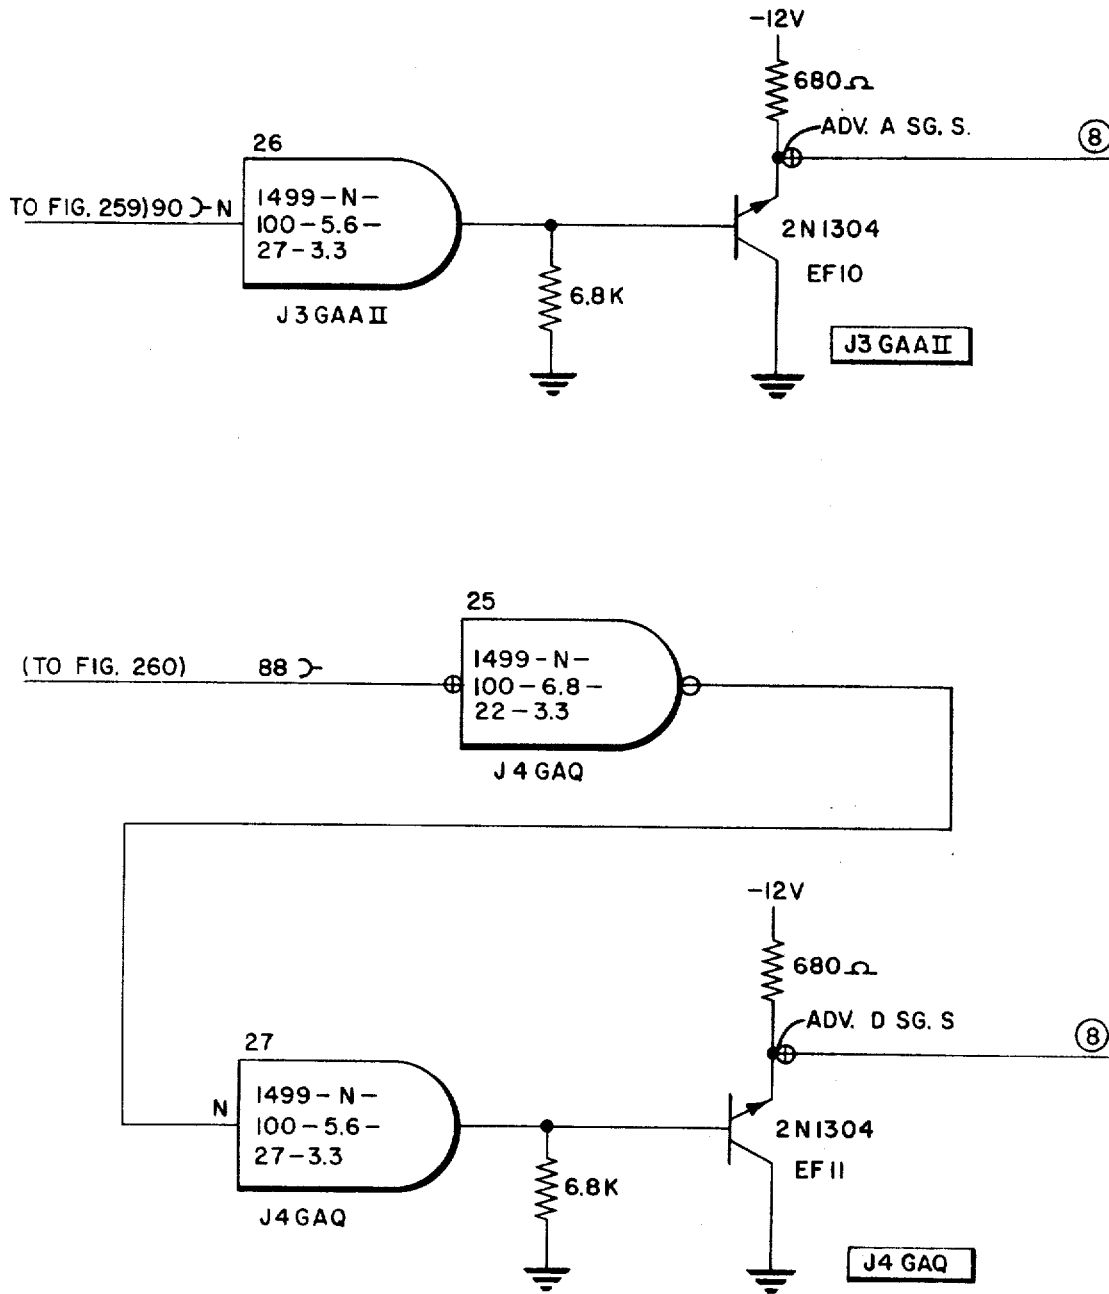 -12V
680Ω
ADV. A SG. S.
8
26
TO FIG. 259)90 N
1499-N-
100-5.6-
27-3.3
J3GAAII
6.8K
2N1304
EF10
J3GAAII
25
(TO FIG. 260) 88
1499-N-
100-6.8-
22-3.3
J4GAQ
-12V
680Ω
ADV. D SG. S
8
27
N
1499-N-
100-5.6-
27-3.3
J4GAQ
6.8K
2N1304
EF11
J4 GAQ